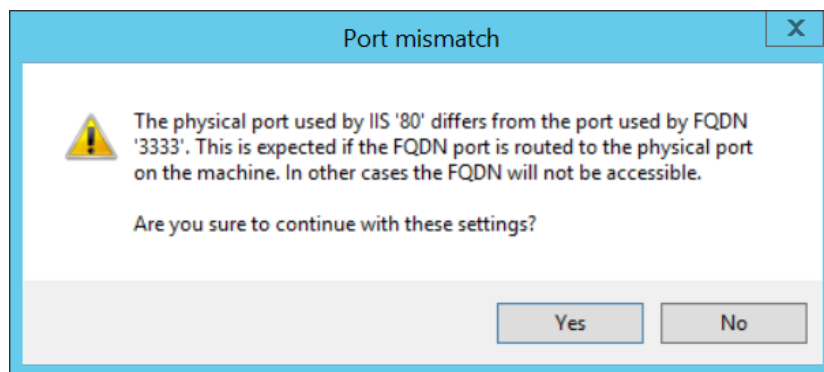 Port mismatch
X
The physical port used by IIS '80' differs from the port used by FQDN
'3333'. This is expected if the FQDN port is routed to the physical port
on the machine. In other cases the FQDN will not be accessible.
Are you sure to continue with these settings?
Yes
No